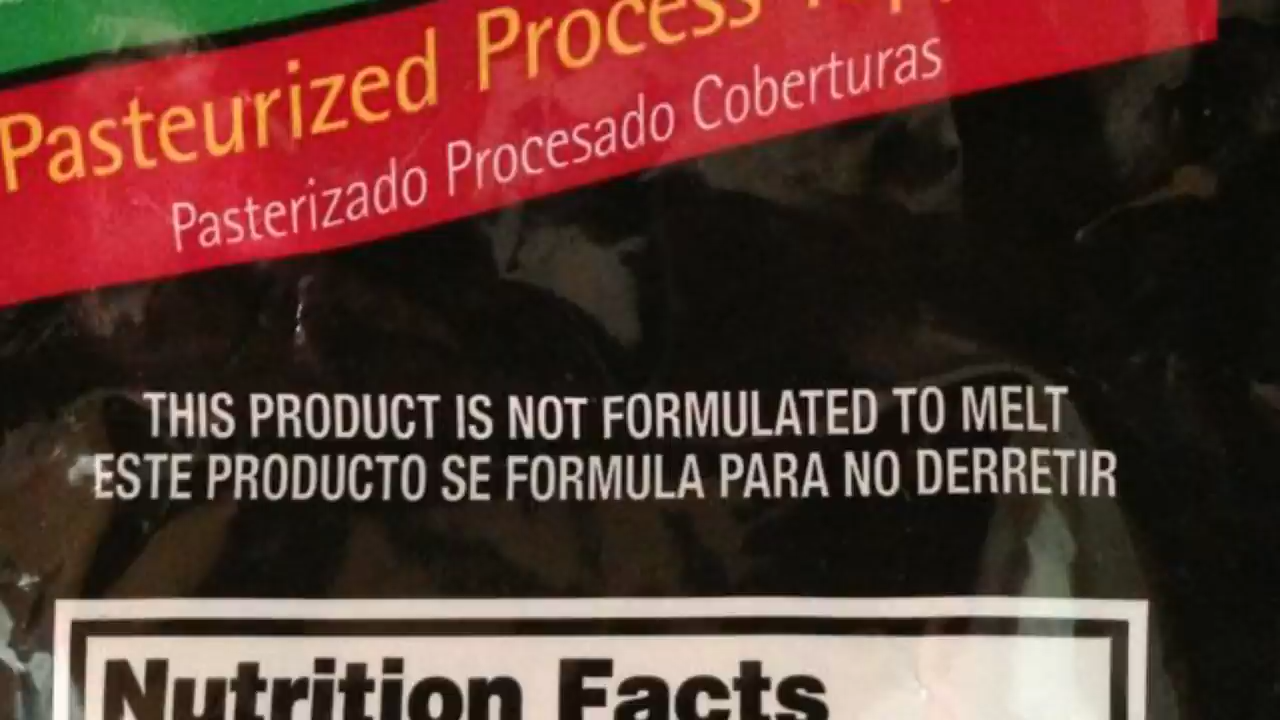 Pasteurized Process
Pasterizado Procesado Coberturas
THIS PRODUCT IS NOT FORMULATED TO MELT
ESTE PRODUCTO SE FORMULA PARA NO DERRETIR
Nutrition Facts